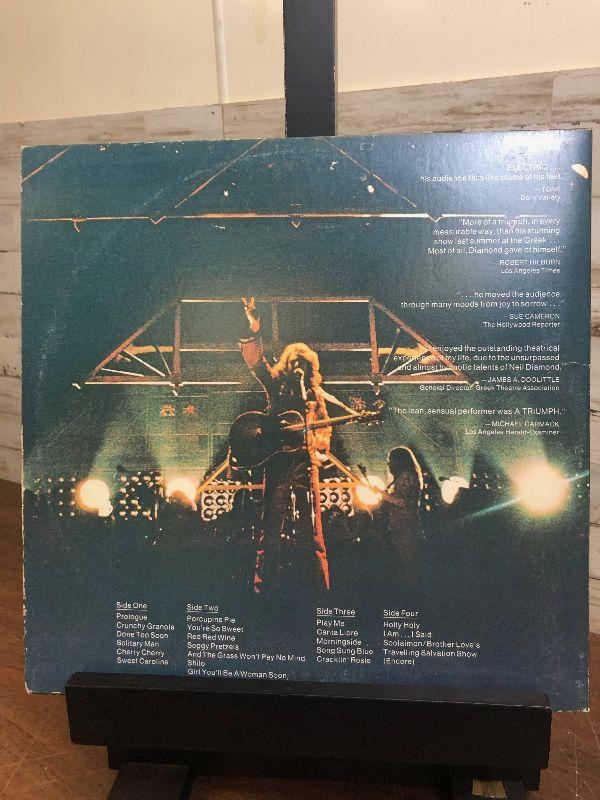 ELECTRIC . . .
his audience falls like plums at his feet.
— TONE
Daily Variety
"More of a triumph, in every
measurable way, than his stunning
show last summer at the Greek . . .
Most of all, Diamond gave of himself."
— ROBERT HILBURN
Los Angeles Times
" . . . he moved the audience
through many moods from joy to sorrow . . ."
— SUE CAMERON
The Hollywood Reporter
"I enjoyed the outstanding theatrical
experience of my life, due to the unsurpassed
and almost hypnotic talents of Neil Diamond."
— JAMES A. DOOLITTLE
General Director, Greek Theatre Association
"The lean, sensual performer was A TRIUMPH."
— MICHAEL CARMACK
Los Angeles Herald-Examiner
Side One
Prologue
Crunchy Granola
Done Too Soon
Solitary Man
Cherry Cherry
Sweet Caroline
Side Two
Porcupine Pie
You're So Sweet
Red Red Wine
Soggy Pretzels
And The Grass Won't Pay No Mind
Shilo
Girl You'll Be A Woman Soon
Side Three
Play Me
Canta Libre
Morningside
Song Sung Blue
Cracklin' Rosie
Side Four
Holly Holy
I Am . . . I Said
Soolaimon / Brother Love's
Travelling Salvation Show
(Encore)